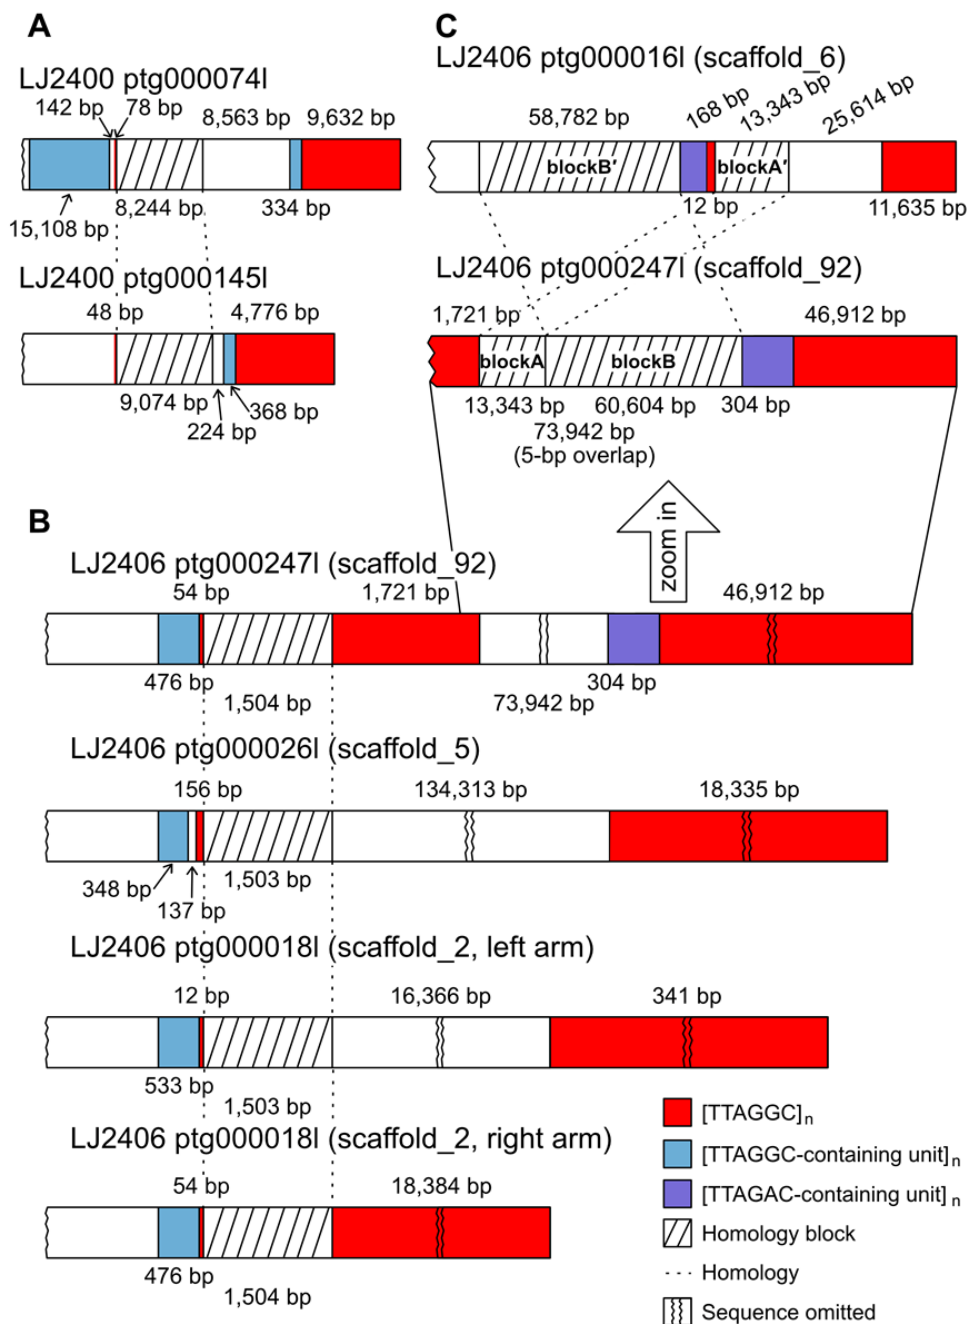 A
LJ2400 ptg000074l
142 bp 78 bp
8,563 bp 9,632 bp
15,108 bp
8,244 bp
334 bp
LJ2400 ptg000145l
48 bp
4,776 bp
9,074 bp
224 bp
368 bp
C
LJ2406 ptg000016l (scaffold_6)
58,782 bp
168 bp
13,343 bp
25,614 bp
blockB′
blockA′
12 bp
11,635 bp
LJ2406 ptg000247l (scaffold_92)
1,721 bp
46,912 bp
blockA
blockB
13,343 bp
60,604 bp
304 bp
73,942 bp
(5-bp overlap)
zoom in
B
LJ2406 ptg000247l (scaffold_92)
54 bp
1,721 bp
46,912 bp
476 bp
1,504 bp
73,942 bp
304 bp
LJ2406 ptg000026l (scaffold_5)
156 bp
134,313 bp
18,335 bp
348 bp
137 bp
1,503 bp
LJ2406 ptg000018l (scaffold_2, left arm)
12 bp
16,366 bp
341 bp
533 bp
1,503 bp
LJ2406 ptg000018l (scaffold_2, right arm)
54 bp
18,384 bp
476 bp
1,504 bp
[TTAGGC]n
[TTAGGC-containing unit]n
[TTAGAC-containing unit]n
Homology block
Homology
Sequence omitted